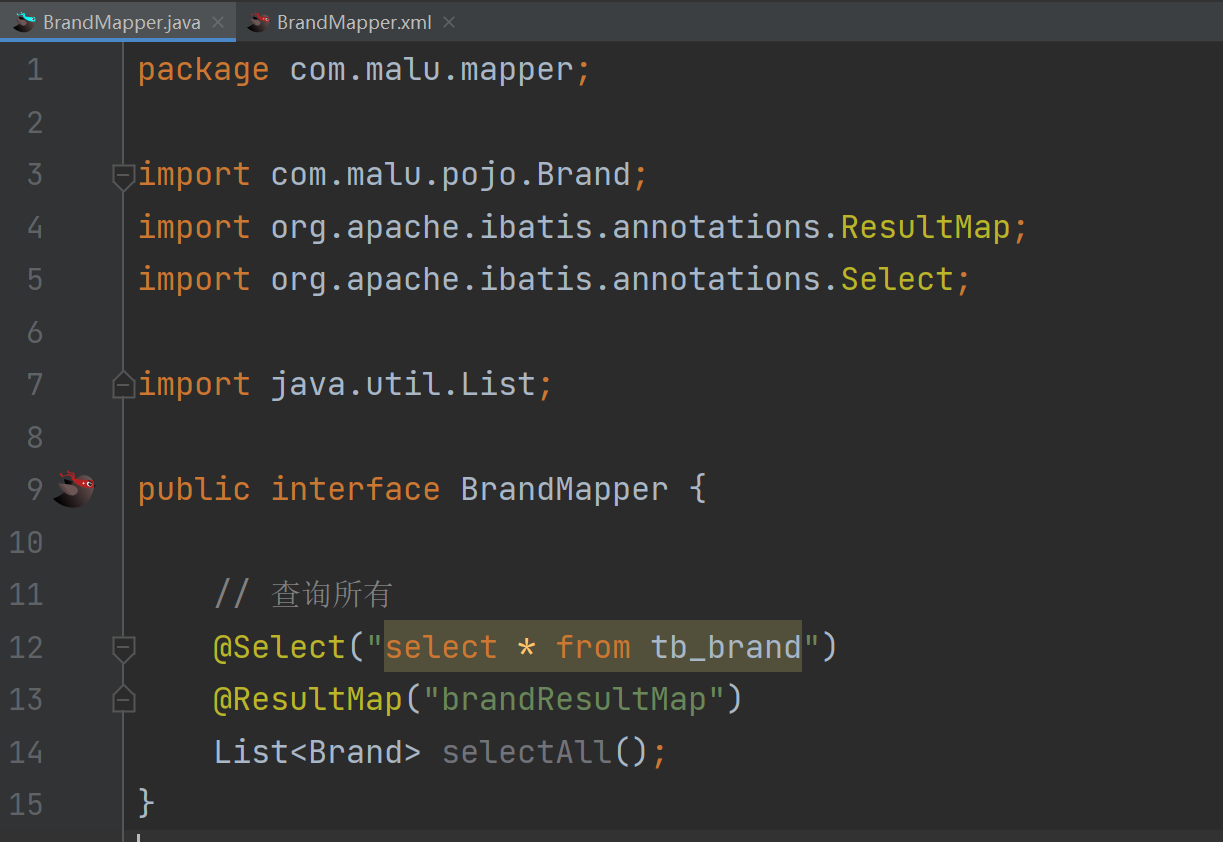 BrandMapper.java × BrandMapper.xml ×
1 package com.malu.mapper;
2
3 import com.malu.pojo.Brand;
4 import org.apache.ibatis.annotations.ResultMap;
5 import org.apache.ibatis.annotations.Select;
6
7 import java.util.List;
8
9 public interface BrandMapper {
10
11 // 查询所有
12 @Select("select * from tb_brand")
13 @ResultMap("brandResultMap")
14 List<Brand> selectAll();
15 }